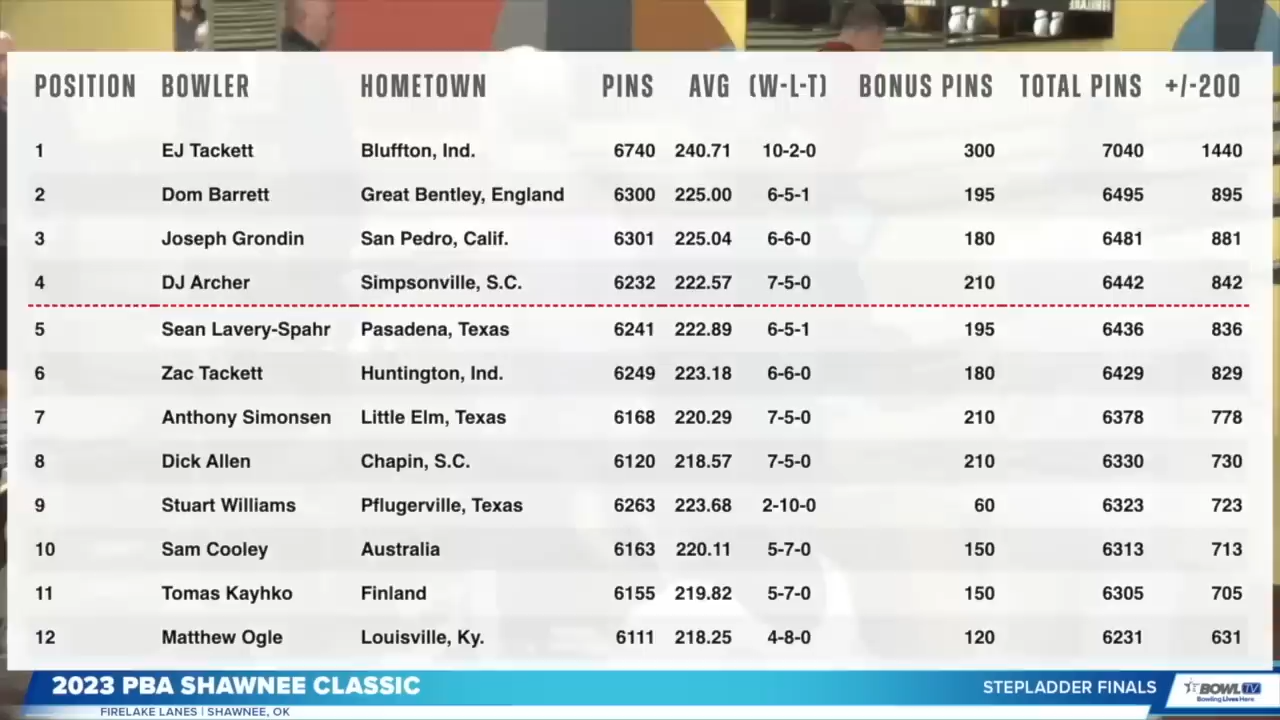 POSITION BOWLER HOMETOWN PINS AVG (W-L-T) BONUS PINS TOTAL PINS +/-200
1 EJ Tackett Bluffton, Ind. 6740 240.71 10-2-0 300 7040 1440
2 Dom Barrett Great Bentley, England 6300 225.00 6-5-1 195 6495 895
3 Joseph Grondin San Pedro, Calif. 6301 225.04 6-6-0 180 6481 881
4 DJ Archer Simpsonville, S.C. 6232 222.57 7-5-0 210 6442 842
5 Sean Lavery-Spahr Pasadena, Texas 6241 222.89 6-5-1 195 6436 836
6 Zac Tackett Huntington, Ind. 6249 223.18 6-6-0 180 6429 829
7 Anthony Simonsen Little Elm, Texas 6168 220.29 7-5-0 210 6378 778
8 Dick Allen Chapin, S.C. 6120 218.57 7-5-0 210 6330 730
9 Stuart Williams Pflugerville, Texas 6263 223.68 2-10-0 60 6323 723
10 Sam Cooley Australia 6163 220.11 5-7-0 150 6313 713
11 Tomas Kayhko Finland 6155 219.82 5-7-0 150 6305 705
12 Matthew Ogle Louisville, Ky. 6111 218.25 4-8-0 120 6231 631
2023 PBA SHAWNEE CLASSIC
FIRELAKE LANES | SHAWNEE, OK
STEPLADDER FINALS
BOWLTV
Bowling Lives Here